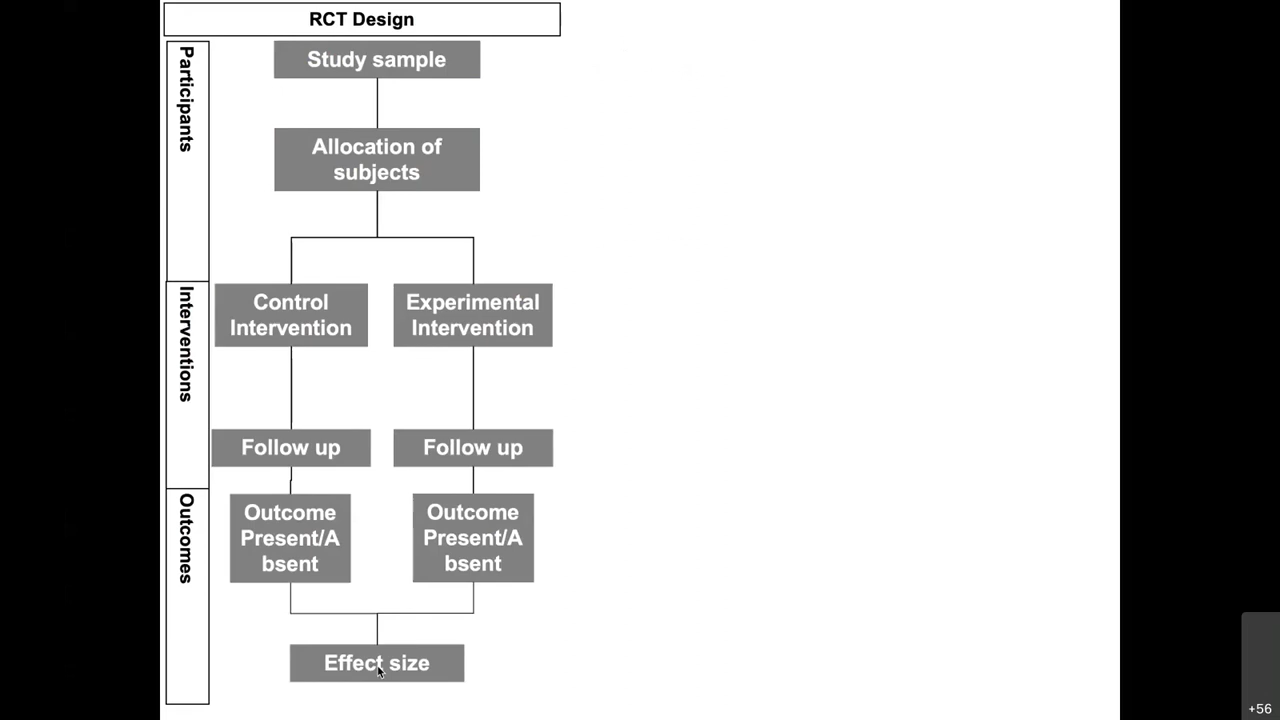 RCT Design
Participants
Study sample
Allocation of
subjects
Interventions
Control
Intervention
Experimental
Intervention
Follow up
Follow up
Outcomes
Outcome
Present/A
bsent
Outcome
Present/A
bsent
Effect size
+56